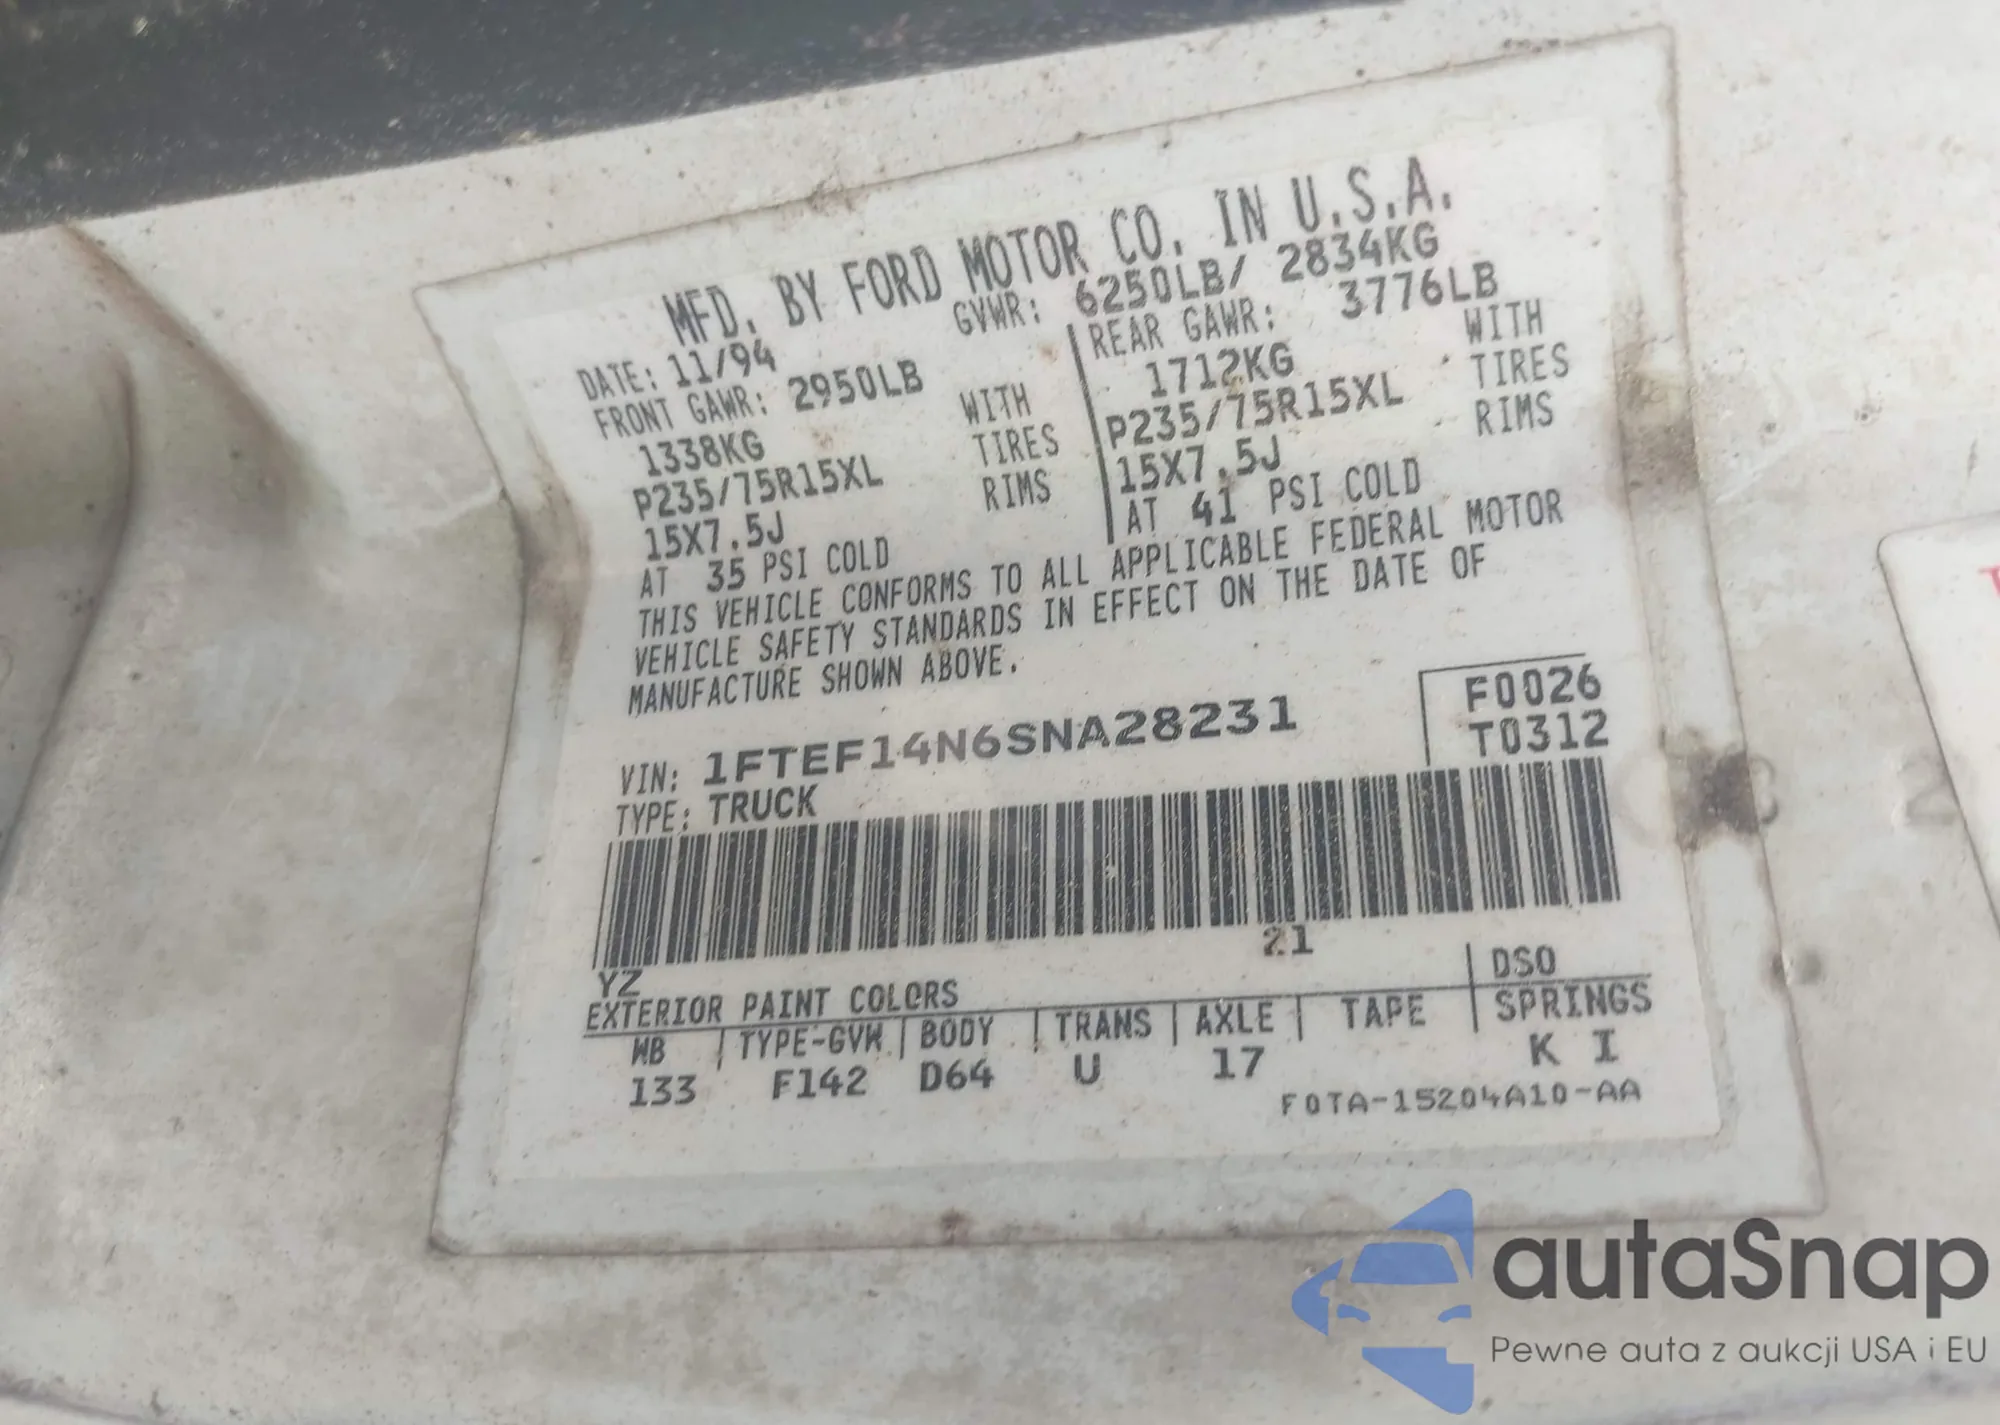 MFD. BY FORD MOTOR CO. IN U.S.A.
DATE: 11/94
GVWR: 6250LB/ 2834KG
FRONT GAWR: 2950LB
1338KG
WITH
P235/75R15XL
TIRES
15X7.5J
RIMS
AT 35 PSI COLD
REAR GAWR: 3776LB
1712KG
WITH
P235/75R15XL
TIRES
15X7.5J
RIMS
AT 41 PSI COLD
THIS VEHICLE CONFORMS TO ALL APPLICABLE FEDERAL MOTOR
VEHICLE SAFETY STANDARDS IN EFFECT ON THE DATE OF
MANUFACTURE SHOWN ABOVE.
F0026
T0312
VIN: 1FTEF14N6SNA28231
TYPE: TRUCK
21
YZ
EXTERIOR PAINT COLORS
DSO
WB | TYPE-GVW | BODY | TRANS | AXLE | TAPE | SPRINGS
133 F142 D64 U 17 K I
F0TA-15204A10-AA
autaSnap
Pewne auta z aukcji USA i EU